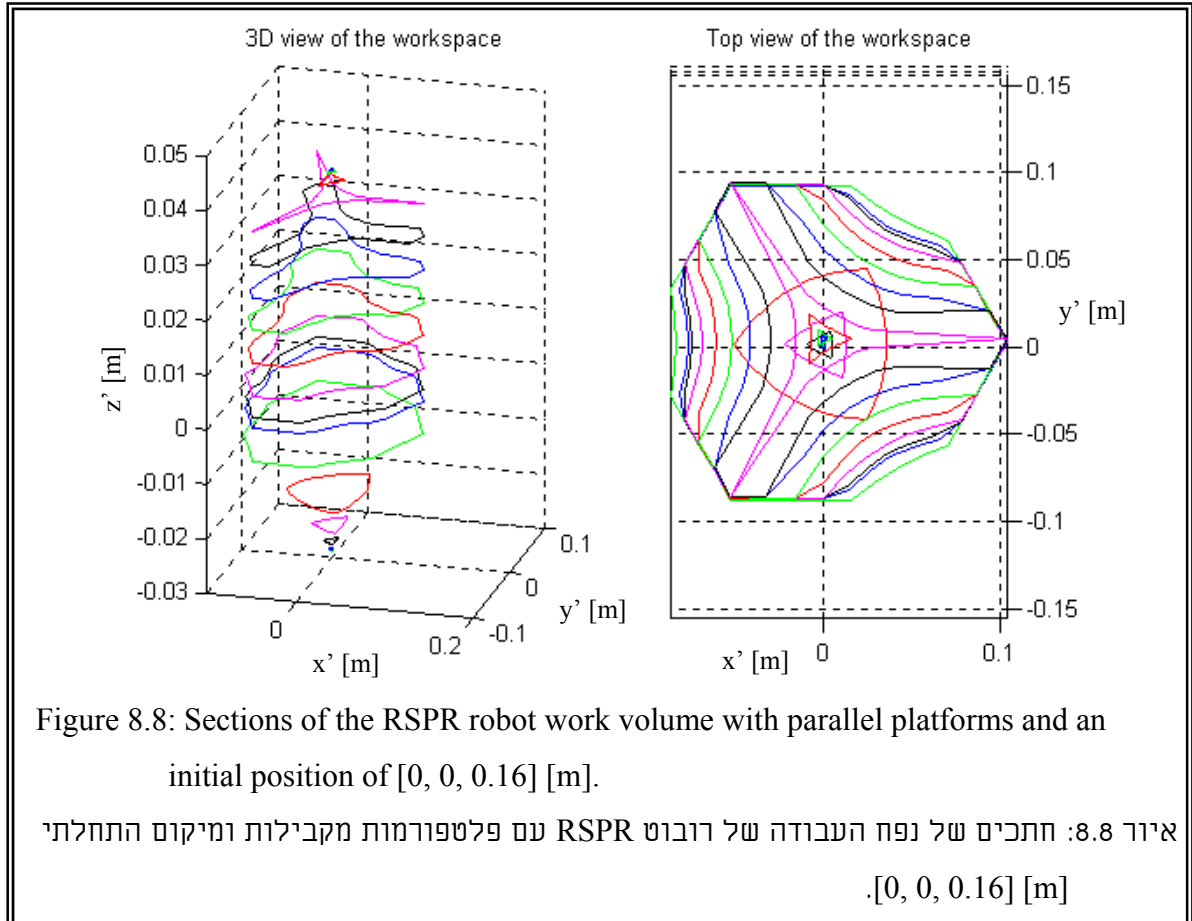 3D view of the workspace
0.05
0.04
0.03
0.02
0.01
0
-0.01
-0.02
-0.03
z’ [m]
0
0.2
x’ [m]
-0.1
0
0.1
y’ [m]
Top view of the workspace
0.15
0.1
0.05
0
-0.05
-0.1
-0.15
y’ [m]
x’ [m]
0
0.1
Figure 8.8: Sections of the RSPR robot work volume with parallel platforms and an
initial position of [0, 0, 0.16] [m].
איור 8.8: חתכים של נפח העבודה של רובוט RSPR עם פלטפורמות מקבילות ומיקום התחלתי
[0, 0, 0.16] [m].